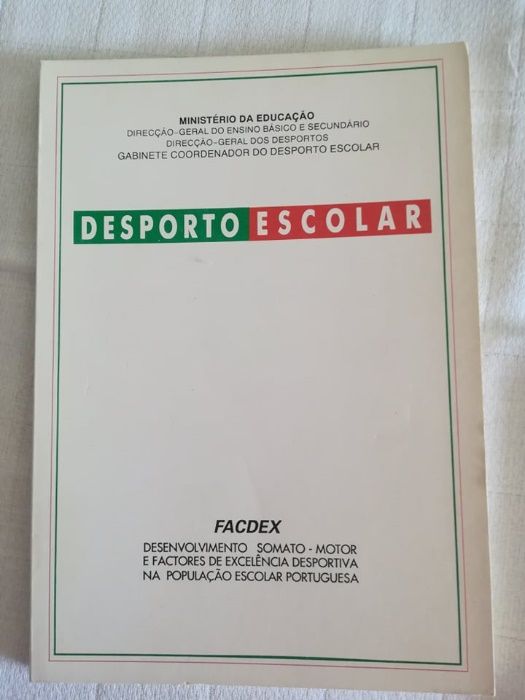 MINISTÉRIO DA EDUCAÇÃO
DIRECÇÃO-GERAL DO ENSINO BÁSICO E SECUNDÁRIO
DIRECÇÃO-GERAL DOS DESPORTOS
GABINETE COORDENADOR DO DESPORTO ESCOLAR
DESPORTO ESCOLAR
FACDEX
DESENVOLVIMENTO SOMATO - MOTOR
E FACTORES DE EXCELÊNCIA DESPORTIVA
NA POPULAÇÃO ESCOLAR PORTUGUESA